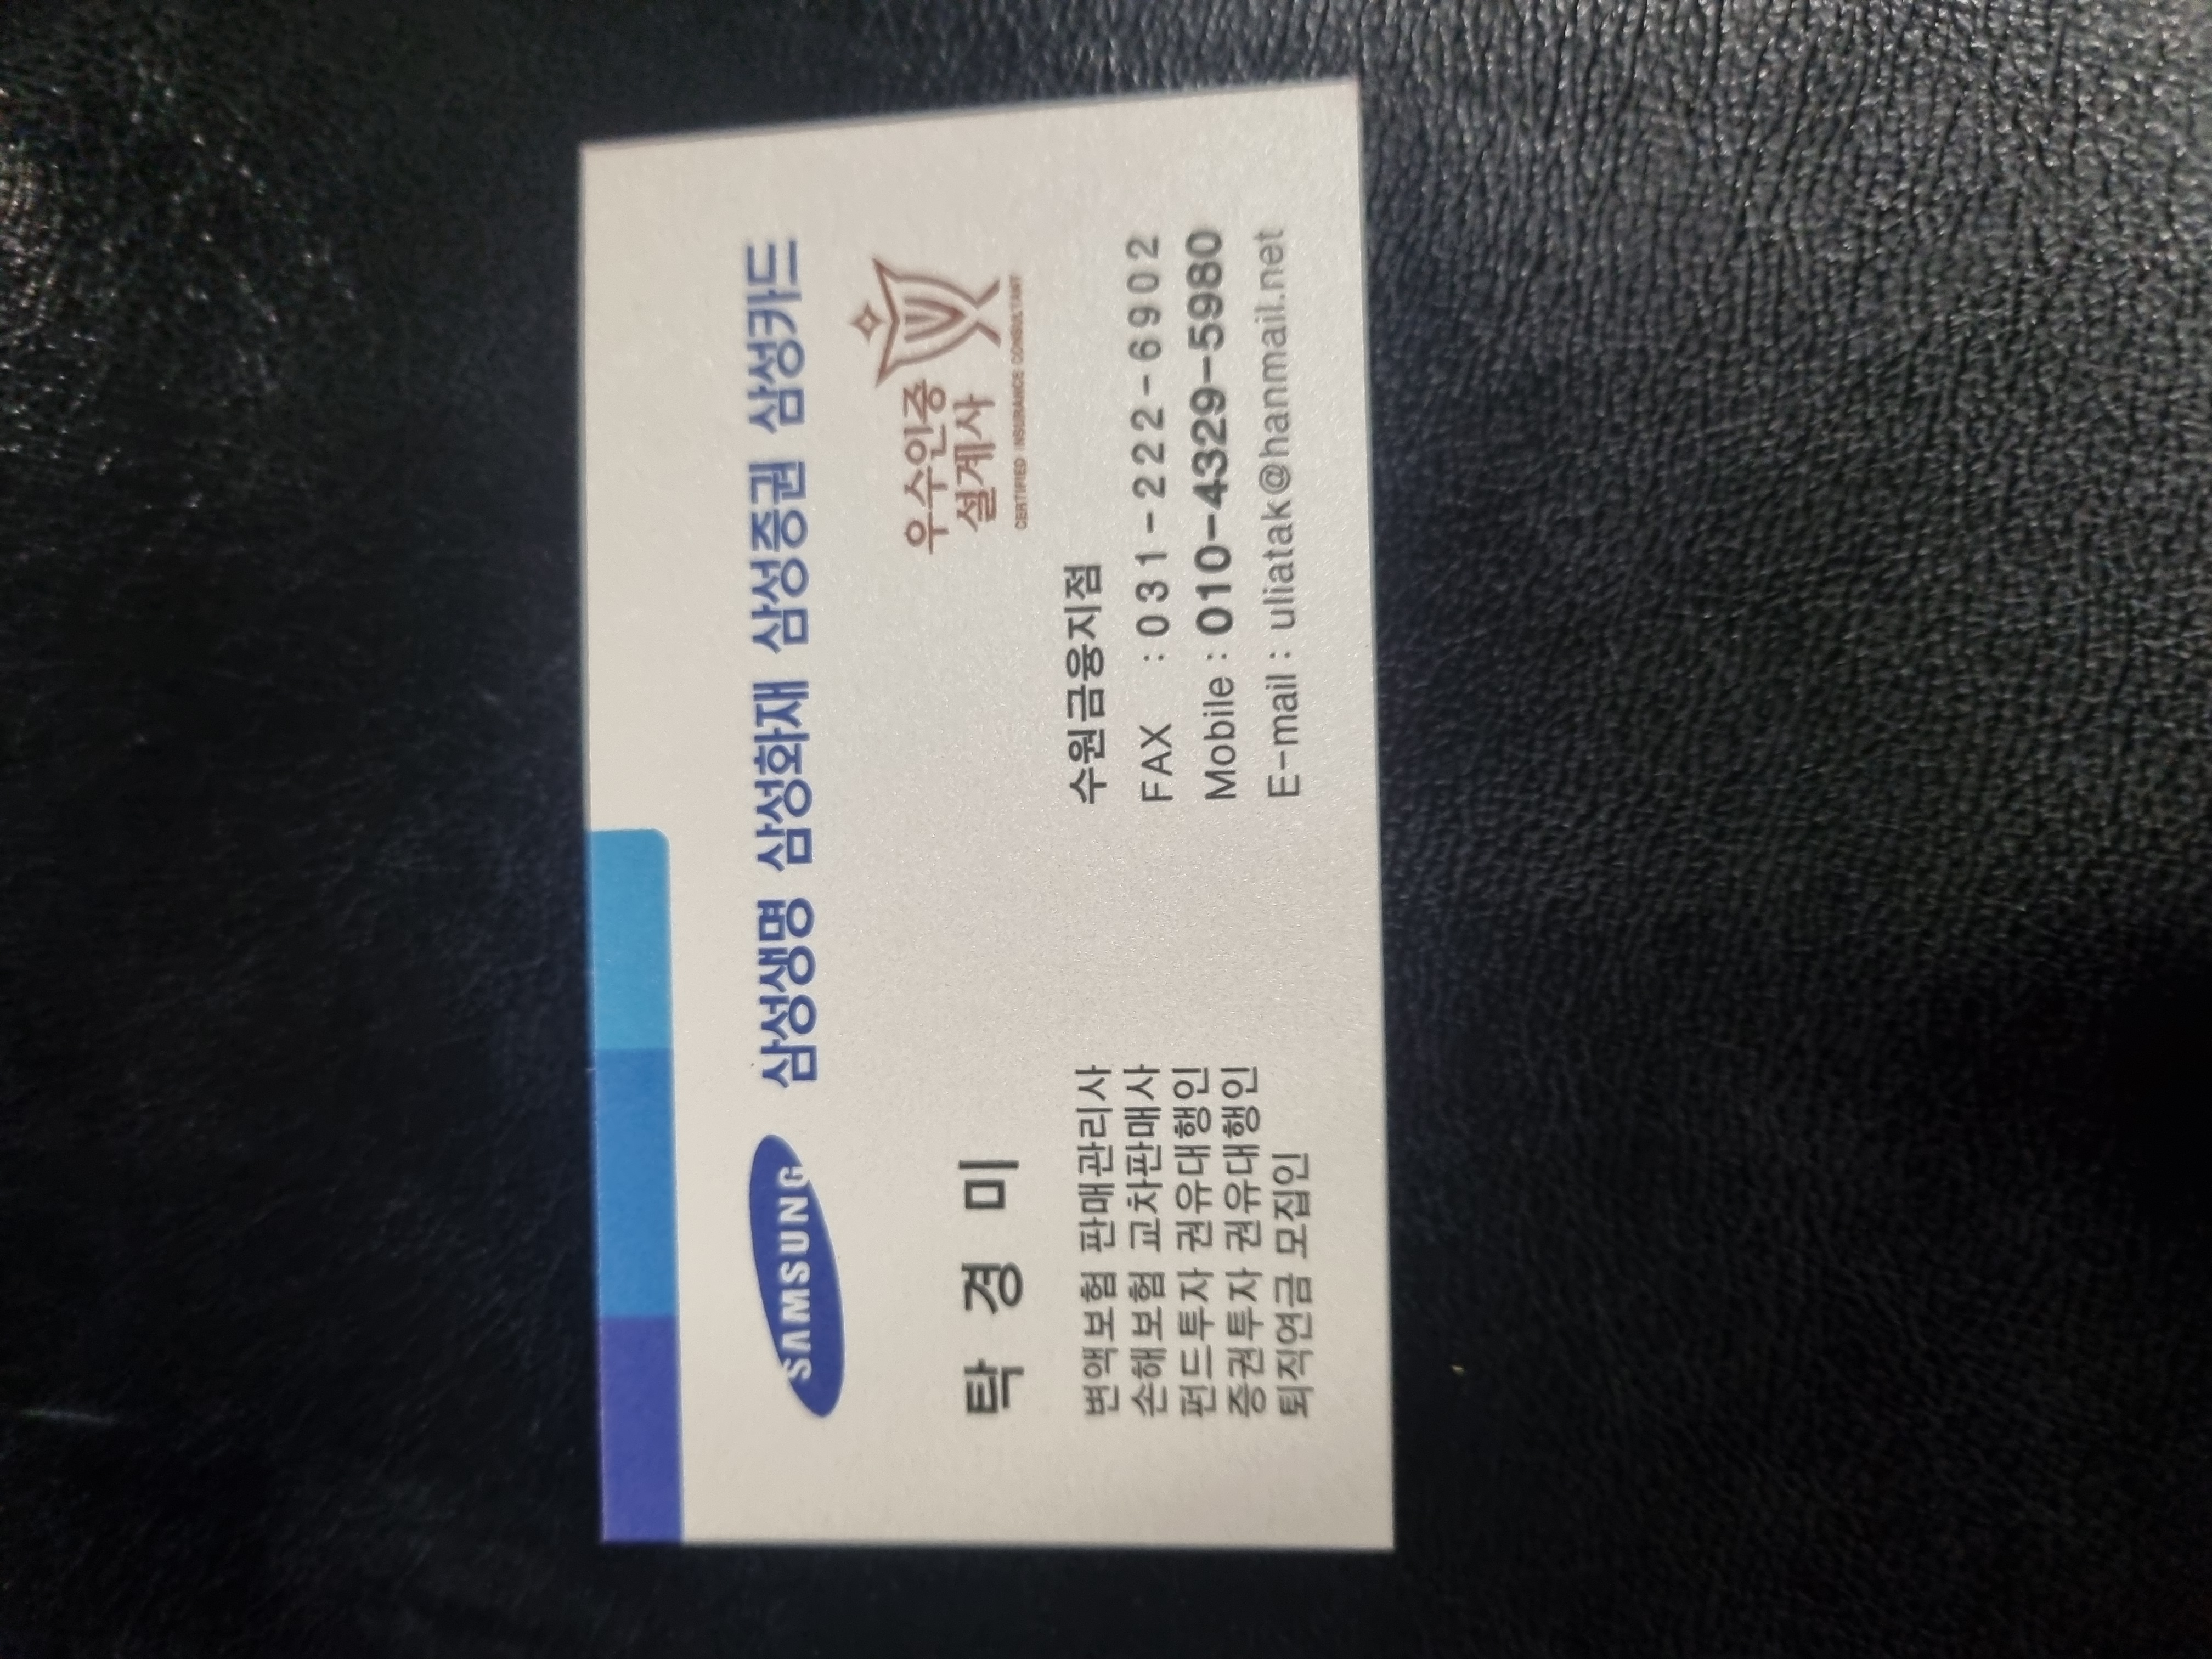 SAMSUNG 삼성생명 삼성화재 삼성증권 삼성카드
우수인증
설계사
CERTIFIED INSURANCE CONSULTANT
탁 경 미
변액보험 판매관리사
손해보험 교차판매사
펀드투자 권유대행인
증권투자 권유대행인
퇴직연금 모집인
수원금융지점
FAX : 031-222-6902
Mobile : 010-4329-5980
E-mail : uliatak@hanmail.net